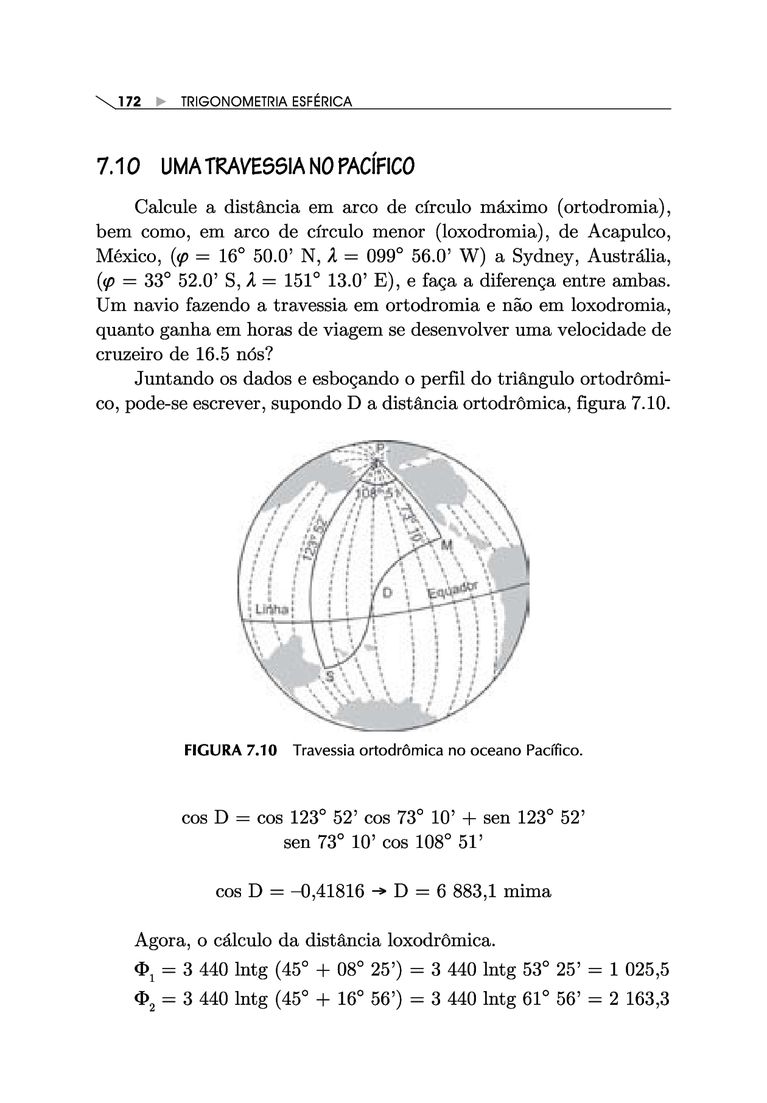 172 ► TRIGONOMETRIA ESFÉRICA
7.10 UMA TRAVESSIA NO PACÍFICO
Calcule a distância em arco de círculo máximo (ortodromia),
bem como, em arco de círculo menor (loxodromia), de Acapulco,
México, (φ = 16° 50.0’ N, λ = 099° 56.0’ W) a Sydney, Austrália,
(φ = 33° 52.0’ S, λ = 151° 13.0’ E), e faça a diferença entre ambas.
Um navio fazendo a travessia em ortodromia e não em loxodromia,
quanto ganha em horas de viagem se desenvolver uma velocidade de
cruzeiro de 16.5 nós?
Juntando os dados e esboçando o perfil do triângulo ortodrômi-
co, pode-se escrever, supondo D a distância ortodrômica, figura 7.10.
P
108° 51'
123° 52'
73° 10'
M
D
Equador
Linha
S
FIGURA 7.10 Travessia ortodrômica no oceano Pacífico.
cos D = cos 123° 52’ cos 73° 10’ + sen 123° 52’
sen 73° 10’ cos 108° 51’
cos D = –0,41816 → D = 6 883,1 mima
Agora, o cálculo da distância loxodrômica.
Φ₁ = 3 440 lntg (45° + 08° 25’) = 3 440 lntg 53° 25’ = 1 025,5
Φ₂ = 3 440 lntg (45° + 16° 56’) = 3 440 lntg 61° 56’ = 2 163,3